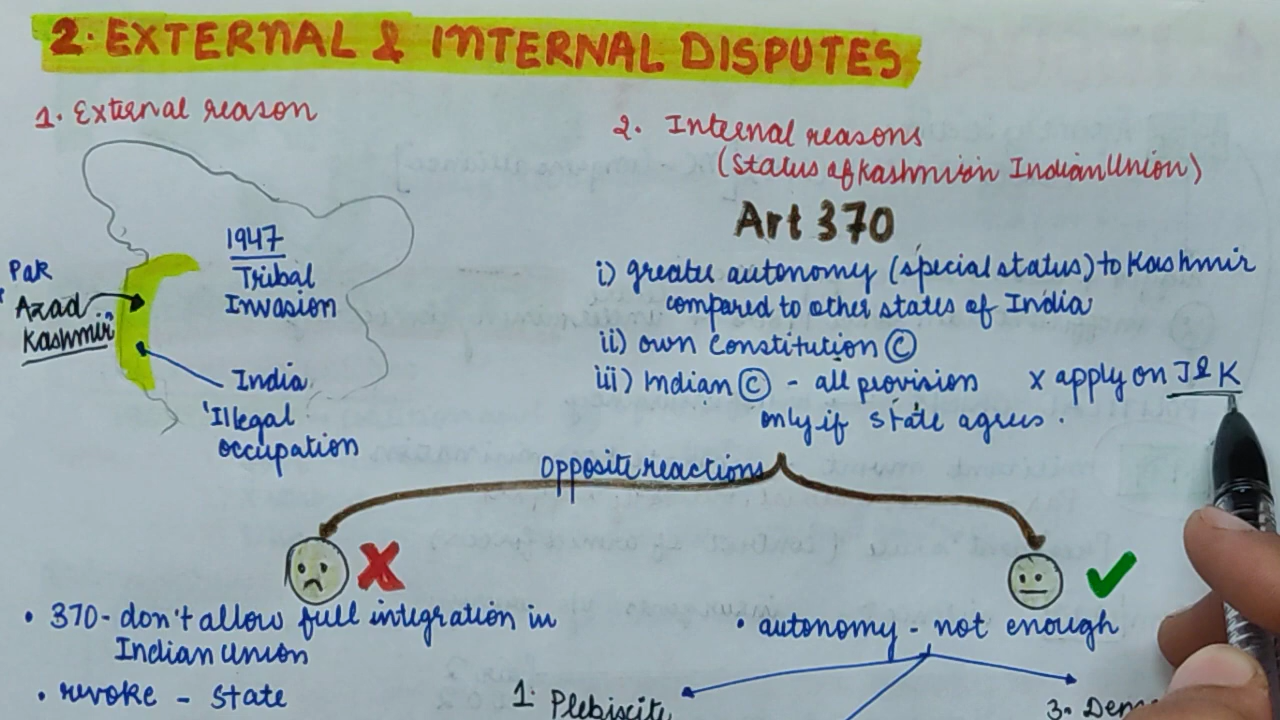 2. EXTERNAL & INTERNAL DISPUTES
1. External reason
1947
Tribal
Invasion
Pak
"Azad
Kashmir"
India
'Illegal
occupation
2. Internal reasons
(Status of Kashmir in Indian Union)
Art 370
i) greater autonomy (special status) to Kashmir
compared to other states of India
ii) own Constitution ©
iii) Indian © - all provision x apply on J&K
only if state agrees.
Opposite reactions
• 370- don't allow full integration in
Indian Union
• revoke - State
• autonomy - not enough
1. Plebiscite
3.